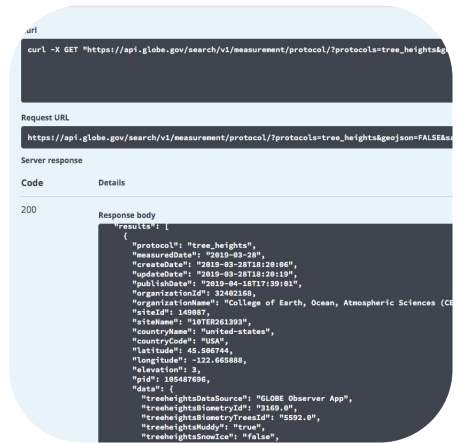 curl
curl -X GET "https://api.globe.gov/search/v1/measurement/protocol/?protocols=tree_heights&g
Request URL
https://api.globe.gov/search/v1/measurement/protocol/?protocols=tree_heights&geojson=FALSE&sa
Server response
Code Details
200
Response body
"results": [
{
"protocol": "tree_heights",
"measuredDate": "2019-03-28",
"createDate": "2019-03-28T18:20:06",
"updateDate": "2019-03-28T18:20:19",
"publishDate": "2019-04-18T17:39:01",
"organizationId": 32402168,
"organizationName": "College of Earth, Ocean, Atmospheric Sciences (CE
"siteId": 149087,
"siteName": "10TER261393",
"countryName": "united-states",
"countryCode": "USA",
"latitude": 45.506744,
"longitude": -122.665888,
"elevation": 3,
"pid": 105487696,
"data": {
"treeheightsDataSource": "GLOBE Observer App",
"treeheightsBiometryId": "3169.0",
"treeheightsBiometryTreesId": "5592.0",
"treeheightsMuddy": "true",
"treeheightsSnowIce": "false",